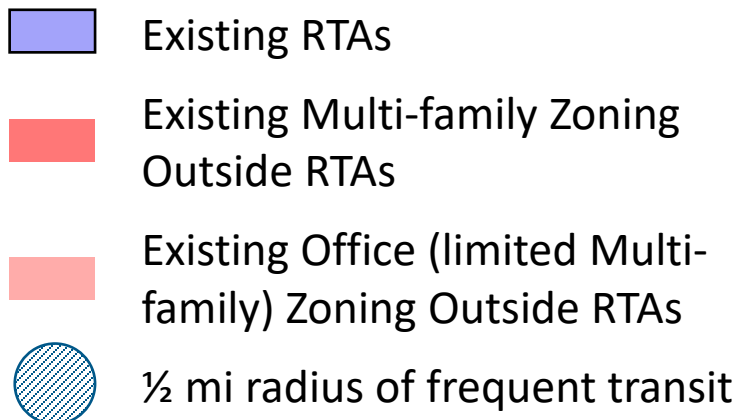 Existing RTAs
Existing Multi-family Zoning
Outside RTAs
Existing Office (limited Multi-
family) Zoning Outside RTAs
½ mi radius of frequent transit